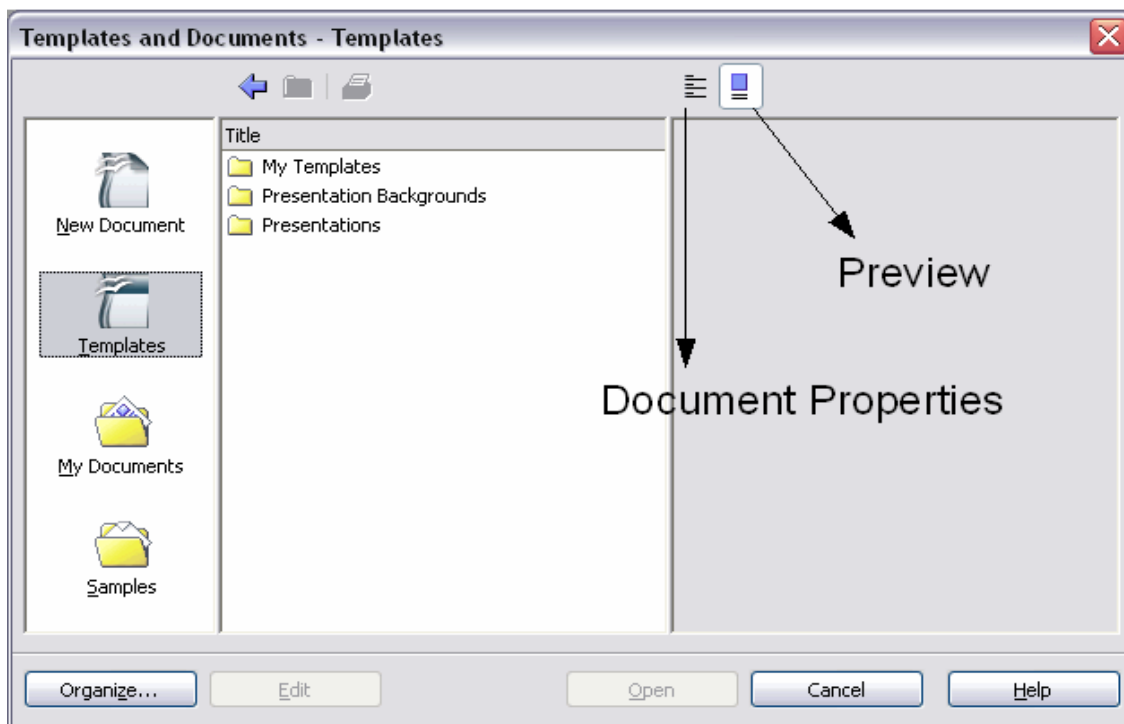 Templates and Documents - Templates
Title
My Templates
Presentation Backgrounds
Presentations
New Document
Templates
My Documents
Samples
Preview
Document Properties
Organize...
Edit
Open
Cancel
Help